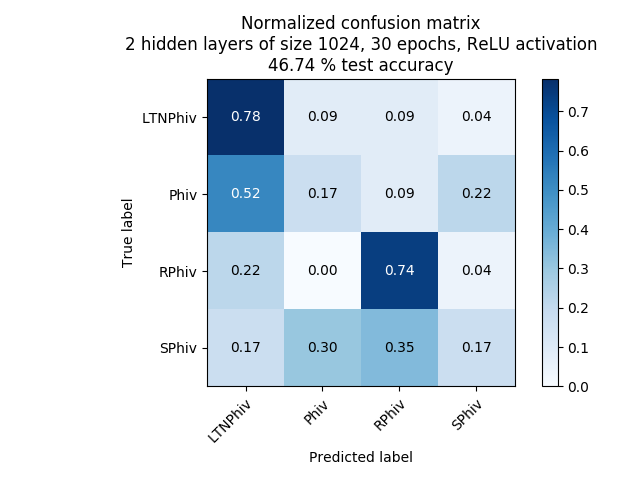 Normalized confusion matrix
2 hidden layers of size 1024, 30 epochs, ReLU activation
46.74 % test accuracy
True label
LTNPhiv 0.78 0.09 0.09 0.04
Phiv 0.52 0.17 0.09 0.22
RPhiv 0.22 0.00 0.74 0.04
SPhiv 0.17 0.30 0.35 0.17
LTNPhiv Phiv RPhiv SPhiv
Predicted label
0.7
0.6
0.5
0.4
0.3
0.2
0.1
0.0